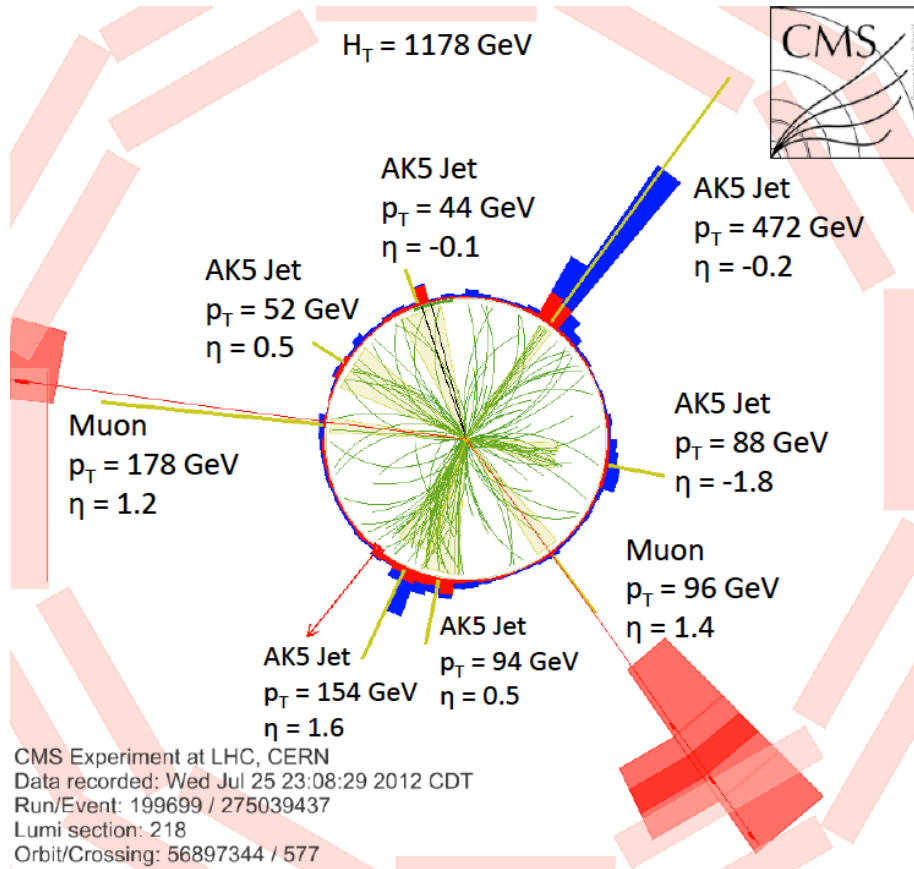 H_T = 1178 GeV
CMS
AK5 Jet
p_T = 44 GeV
η = -0.1
AK5 Jet
p_T = 472 GeV
η = -0.2
AK5 Jet
p_T = 52 GeV
η = 0.5
Muon
p_T = 178 GeV
η = 1.2
AK5 Jet
p_T = 88 GeV
η = -1.8
Muon
p_T = 96 GeV
η = 1.4
AK5 Jet
p_T = 154 GeV
η = 1.6
AK5 Jet
p_T = 94 GeV
η = 0.5
CMS Experiment at LHC, CERN
Data recorded: Wed Jul 25 23:08:29 2012 CDT
Run/Event: 199699 / 275039437
Lumi section: 218
Orbit/Crossing: 56897344 / 577